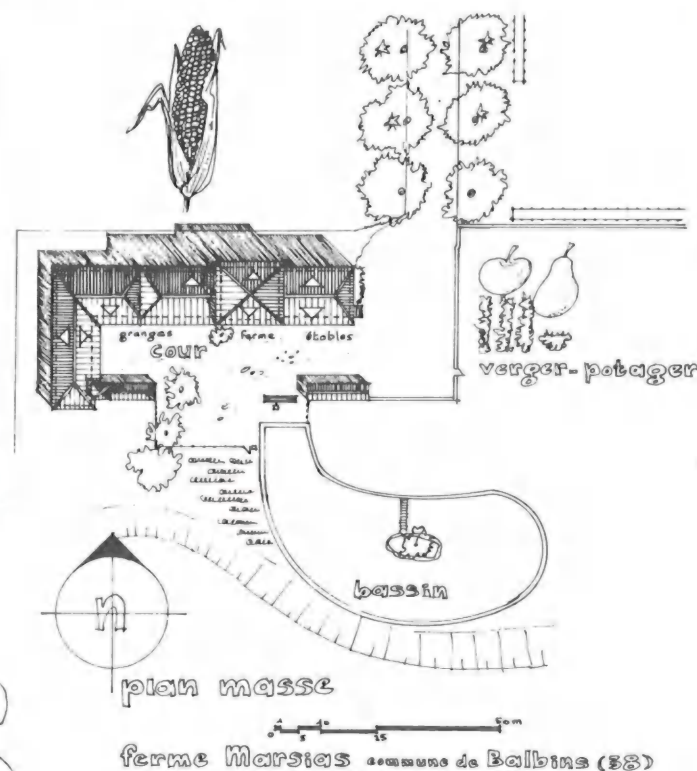 granges ferme étables
cour
verger-potager
bassin
n
plan masse
1 10 50m
0 5 25
ferme Marsias commune de Balbins (38)